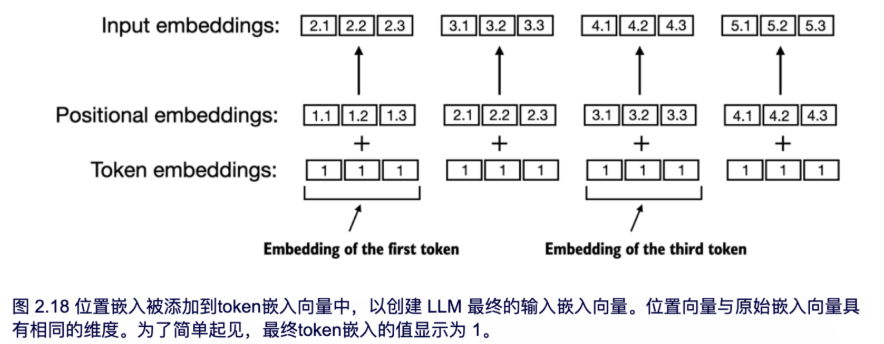 Input embeddings: 2.1 2.2 2.3 3.1 3.2 3.3 4.1 4.2 4.3 5.1 5.2 5.3
Positional embeddings: 1.1 1.2 1.3 2.1 2.2 2.3 3.1 3.2 3.3 4.1 4.2 4.3
+ + + +
Token embeddings: 1 1 1 1 1 1 1 1 1 1 1 1
Embedding of the first token Embedding of the third token
图 2.18 位置嵌入被添加到token嵌入向量中，以创建 LLM 最终的输入嵌入向量。位置向量与原始嵌入向量具
有相同的维度。为了简单起见，最终token嵌入的值显示为 1。